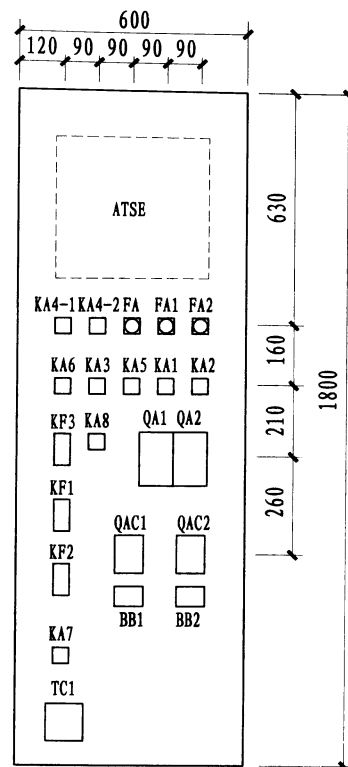 600
120 90 90 90 90
ATSE
630
KA4-1 KA4-2 FA FA1 FA2
160
KA6 KA3 KA5 KA1 KA2
1800
KF3 KA8 QA1 QA2
210
KF1
260
QAC1 QAC2
KF2
BB1 BB2
KA7
TC1